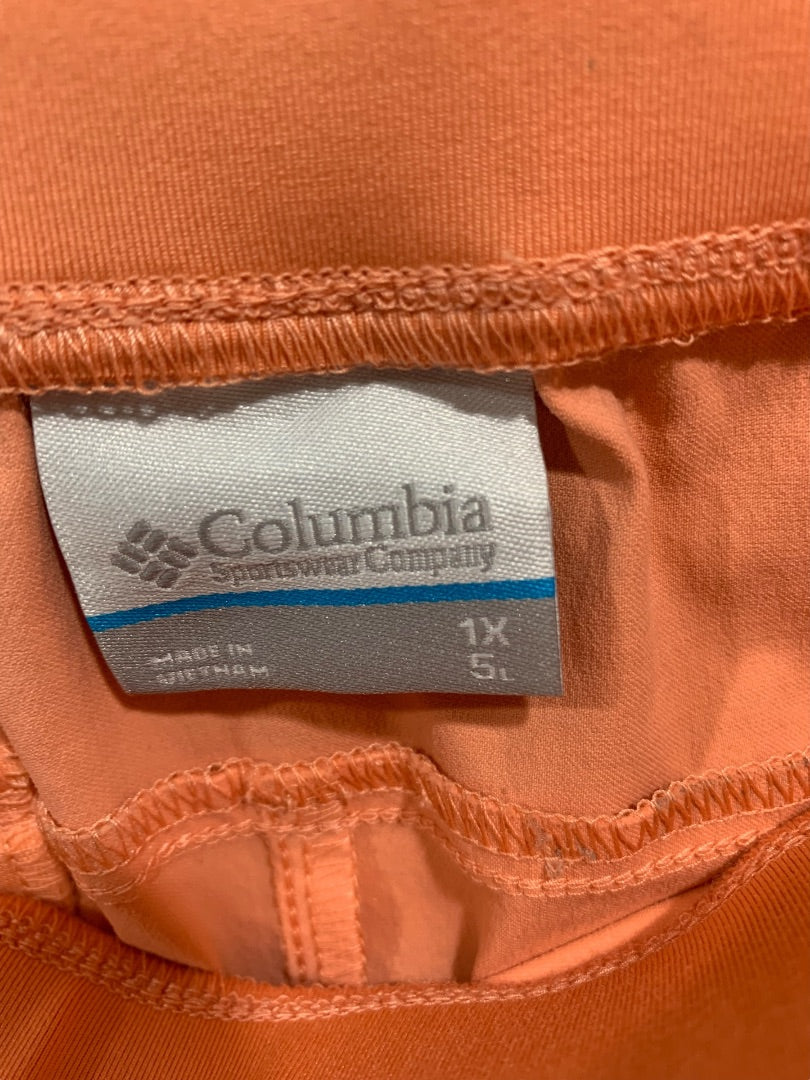 Columbia
Sportswear Company
MADE IN
VIETNAM
1X
5L